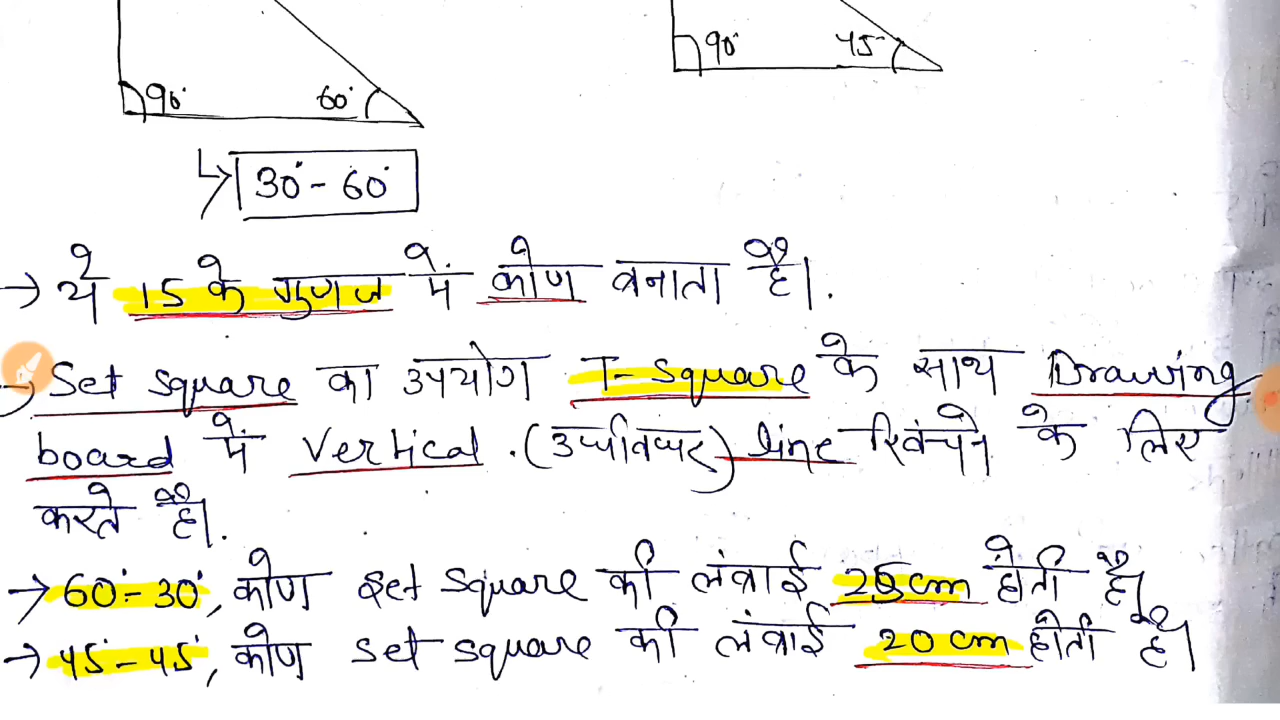 90° 45°
90° 60°
30° - 60°
→ ये 15 के गुणज में कोण बनाता है।
→ Set square का उपयोग T-square के साथ Drawing
board में Vertical (उर्ध्वाधर) line खिंचने के लिए
करते है।
→ 60°-30°, कोण set square की लंबाई 25cm होती है।
→ 45°-45°, कोण set square की लंबाई 20 cm होती है।